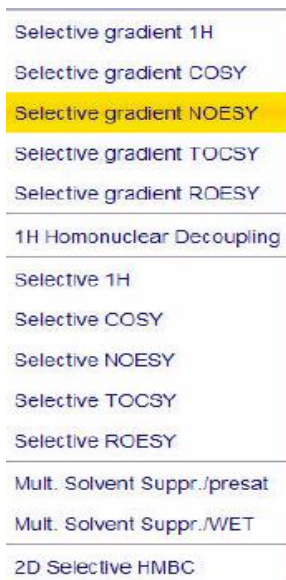 Selective gradient 1H
Selective gradient COSY
Selective gradient NOESY
Selective gradient TOCSY
Selective gradient ROESY
1H Homonuclear Decoupling
Selective 1H
Selective COSY
Selective NOESY
Selective TOCSY
Selective ROESY
Mult. Solvent Suppr./presat
Mult. Solvent Suppr./WET
2D Selective HMBC